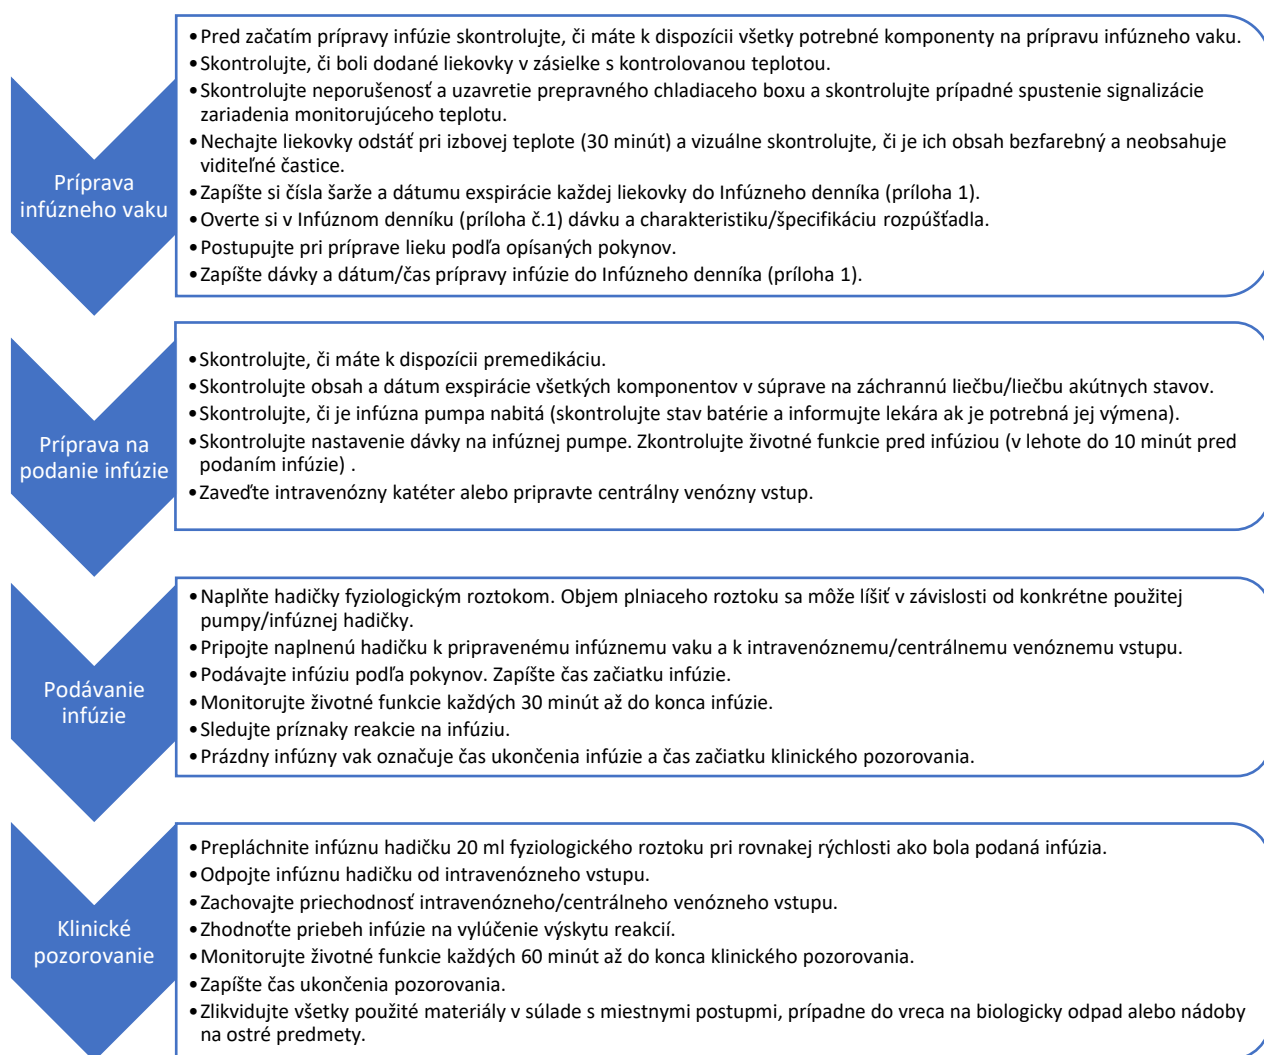 Príprava
infúzneho vaku
•Pred začatím prípravy infúzie skontrolujte, či máte k dispozícii všetky potrebné komponenty na prípravu infúzneho vaku.
•Skontrolujte, či boli dodané liekovky v zásielke s kontrolovanou teplotou.
•Skontrolujte neporušenosť a uzavretie prepravného chladiaceho boxu a skontrolujte prípadné spustenie signalizácie
zariadenia monitorujúceho teplotu.
•Nechajte liekovky odstáť pri izbovej teplote (30 minút) a vizuálne skontrolujte, či je ich obsah bezfarebný a neobsahuje
viditeľné častice.
•Zapíšte si čísla šarže a dátumu exspirácie každej liekovky do Infúzneho denníka (príloha 1).
•Overte si v Infúznom denníku (príloha č.1) dávku a charakteristiku/špecifikáciu rozpúšťadla.
•Postupujte pri príprave lieku podľa opísaných pokynov.
•Zapíšte dávky a dátum/čas prípravy infúzie do Infúzneho denníka (príloha 1).
Príprava na
podanie infúzie
•Skontrolujte, či máte k dispozícii premedikáciu.
•Skontrolujte obsah a dátum exspirácie všetkých komponentov v súprave na záchrannú liečbu/liečbu akútnych stavov.
•Skontrolujte, či je infúzna pumpa nabitá (skontrolujte stav batérie a informujte lekára ak je potrebná jej výmena).
•Skontrolujte nastavenie dávky na infúznej pumpe. Zkontrolujte životné funkcie pred infúziou (v lehote do 10 minút pred
podaním infúzie) .
•Zaveďte intravenózny katéter alebo pripravte centrálny venózny vstup.
Podávanie
infúzie
•Naplňte hadičky fyziologickým roztokom. Objem plniaceho roztoku sa môže líšiť v závislosti od konkrétne použitej
pumpy/infúznej hadičky.
•Pripojte naplnenú hadičku k pripravenému infúznemu vaku a k intravenóznemu/centrálnemu venóznemu vstupu.
•Podávajte infúziu podľa pokynov. Zapíšte čas začiatku infúzie.
•Monitorujte životné funkcie každých 30 minút až do konca infúzie.
•Sledujte príznaky reakcie na infúziu.
•Prázdny infúzny vak označuje čas ukončenia infúzie a čas začiatku klinického pozorovania.
Klinické
pozorovanie
•Prepláchnite infúznu hadičku 20 ml fyziologického roztoku pri rovnakej rýchlosti ako bola podaná infúzia.
•Odpojte infúznu hadičku od intravenózneho vstupu.
•Zachovajte priechodnosť intravenózneho/centrálneho venózneho vstupu.
•Zhodnoťte priebeh infúzie na vylúčenie výskytu reakcií.
•Monitorujte životné funkcie každých 60 minút až do konca klinického pozorovania.
•Zapíšte čas ukončenia pozorovania.
•Zlikvidujte všetky použité materiály v súlade s miestnymi postupmi, prípadne do vreca na biologicky odpad alebo nádoby
na ostré predmety.